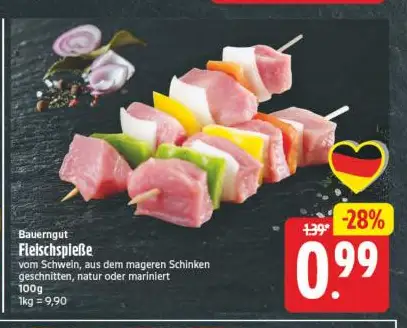 Bauerngut
Fleischspieße
vom Schwein, aus dem mageren Schinken
geschnitten, natur oder mariniert
100g
1kg = 9,90
1.39*
-28%
0.99